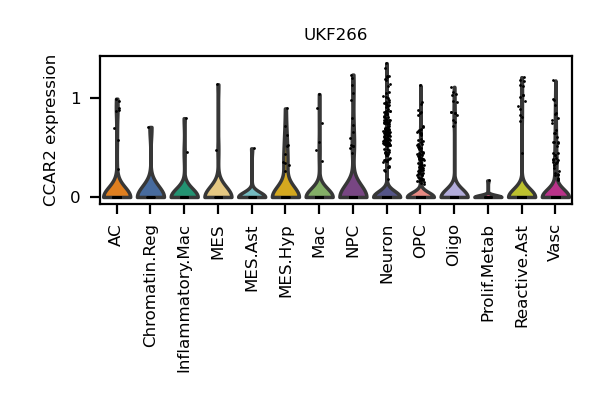 UKF266
CCAR2 expression
1
0
AC
Chromatin.Reg
Inflammatory.Mac
MES
MES.Ast
MES.Hyp
Mac
NPC
Neuron
OPC
Oligo
Prolif.Metab
Reactive.Ast
Vasc